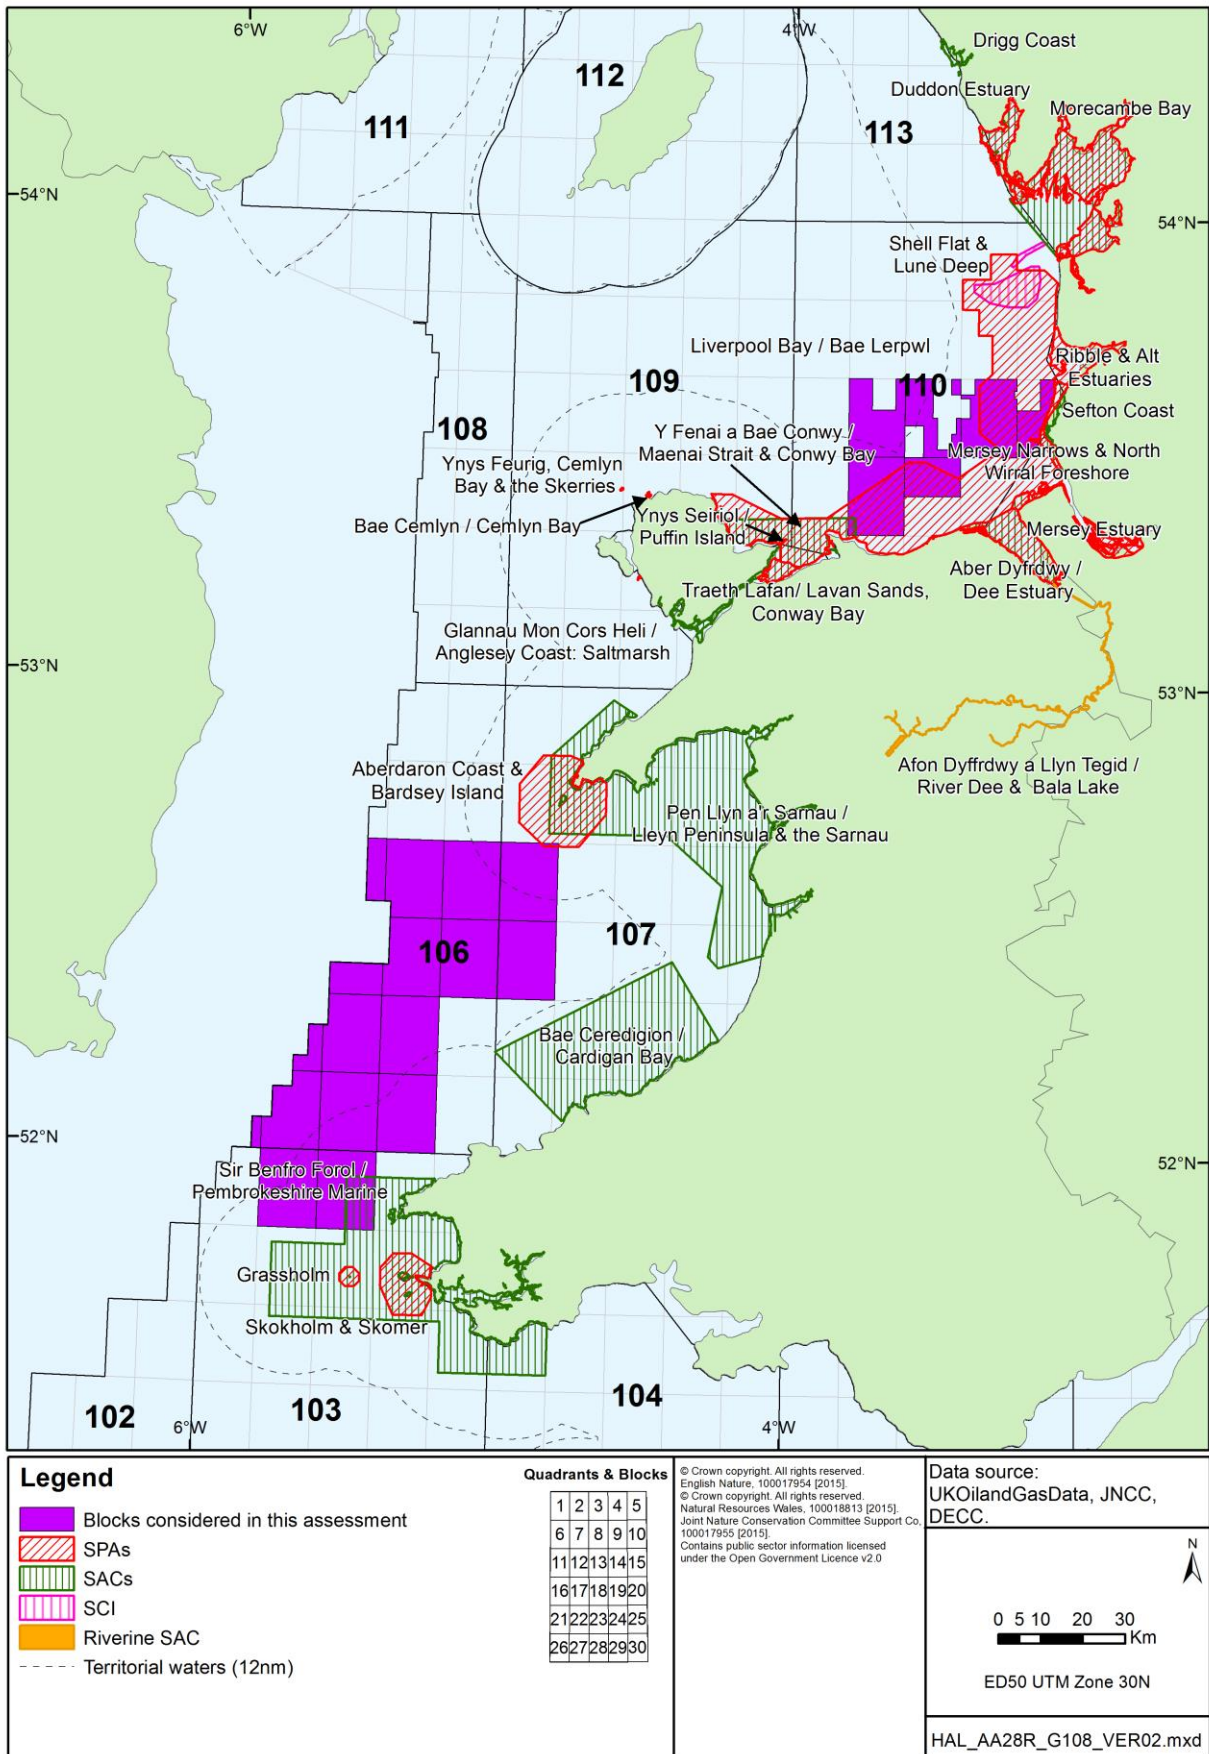 6°W
4°W
112
Drigg Coast
Duddon Estuary
Morecambe Bay
111
113
54°N
54°N
Shell Flat &
Lune Deep
Liverpool Bay / Bae Lerpwl
Ribble & Alt
Estuaries
109
110
Sefton Coast
108
Y Fenai a Bae Conwy /
Maenai Strait & Conwy Bay
Mersey Narrows & North
Wirral Foreshore
Ynys Feurig, Cemlyn
Bay & the Skerries
Bae Cemlyn / Cemlyn Bay
Ynys Seiriol /
Puffin Island
Mersey Estuary
Aber Dyfrdwy /
Dee Estuary
Traeth Lafan/ Lavan Sands,
Conway Bay
Glannau Mon Cors Heli /
Anglesey Coast: Saltmarsh
53°N
53°N
Aberdaron Coast &
Bardsey Island
Afon Dyffrdwy a Llyn Tegid /
River Dee & Bala Lake
Pen Llyn a'r Sarnau /
Lleyn Peninsula & the Sarnau
107
106
Bae Ceredigion /
Cardigan Bay
52°N
52°N
Sir Benfro Forol /
Pembrokeshire Marine
Grassholm
Skokholm & Skomer
102
103
104
6°W
4°W
Legend
Blocks considered in this assessment
SPAs
SACs
SCI
Riverine SAC
Territorial waters (12nm)
Quadrants & Blocks
1 2 3 4 5
6 7 8 9 10
11 12 13 14 15
16 17 18 19 20
21 22 23 24 25
26 27 28 29 30
© Crown copyright. All rights reserved.
English Nature, 100017954 [2015].
© Crown copyright. All rights reserved.
Natural Resources Wales, 100018813 [2015].
Joint Nature Conservation Committee Support Co,
100017955 [2015].
Contains public sector information licensed
under the Open Government Licence v2.0
Data source:
UKOilandGasData, JNCC,
DECC.
N
0 5 10 20 30
Km
ED50 UTM Zone 30N
HAL_AA28R_G108_VER02.mxd